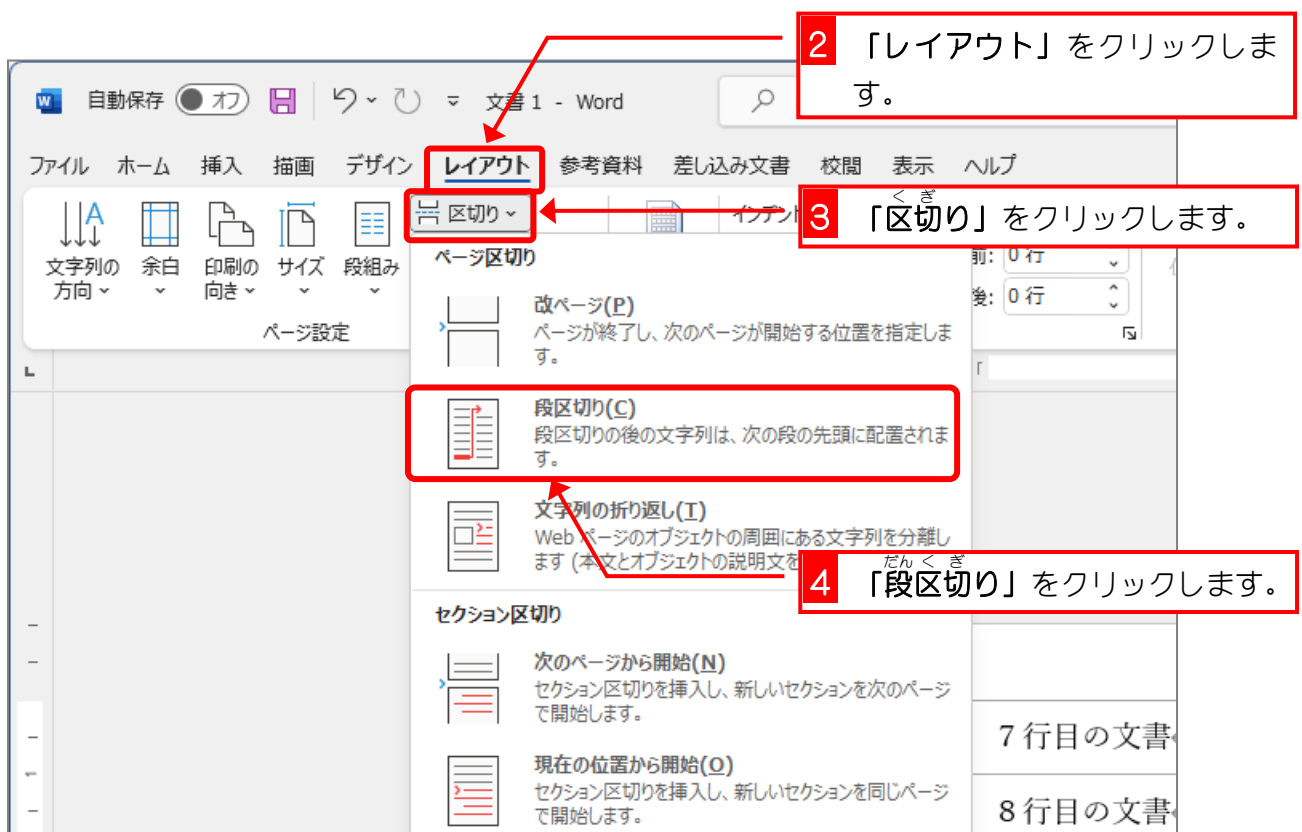 2 「レイアウト」をクリックしま
す。
自動保存 オフ 文書 1 - Word
ファイル ホーム 挿入 描画 デザイン レイアウト 参考資料 差し込み文書 校閲 表示 ヘルプ
区切り
インデント
くぎ
3 「区切り」をクリックします。
文字列の
方向
余白
印刷の
向き
サイズ
段組み
ページ設定
前: 0 行
後: 0 行
ページ区切り
改ページ(P)
ページが終了し、次のページが開始する位置を指定しま
す。
段区切り(C)
段区切りの後の文字列は、次の段の先頭に配置されま
す。
文字列の折り返し(T)
Web ページのオブジェクトの周囲にある文字列を分離し
ます (本文とオブジェクトの説明文を
だんくぎ
4 「段区切り」をクリックします。
セクション区切り
次のページから開始(N)
セクション区切りを挿入し、新しいセクションを次のページ
で開始します。
現在の位置から開始(O)
セクション区切りを挿入し、新しいセクションを同じページ
で開始します。
7 行目の文書
8 行目の文書